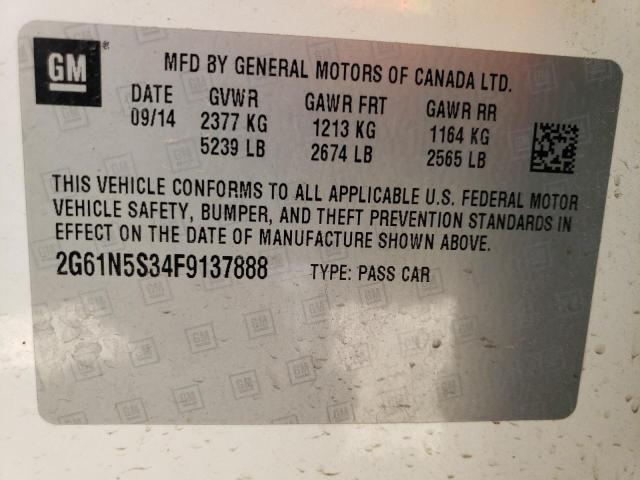 GM
MFD BY GENERAL MOTORS OF CANADA LTD.
DATE GVWR GAWR FRT GAWR RR
09/14 2377 KG 1213 KG 1164 KG
5239 LB 2674 LB 2565 LB
THIS VEHICLE CONFORMS TO ALL APPLICABLE U.S. FEDERAL MOTOR
VEHICLE SAFETY, BUMPER, AND THEFT PREVENTION STANDARDS IN
EFFECT ON THE DATE OF MANUFACTURE SHOWN ABOVE.
2G61N5S34F9137888 TYPE: PASS CAR